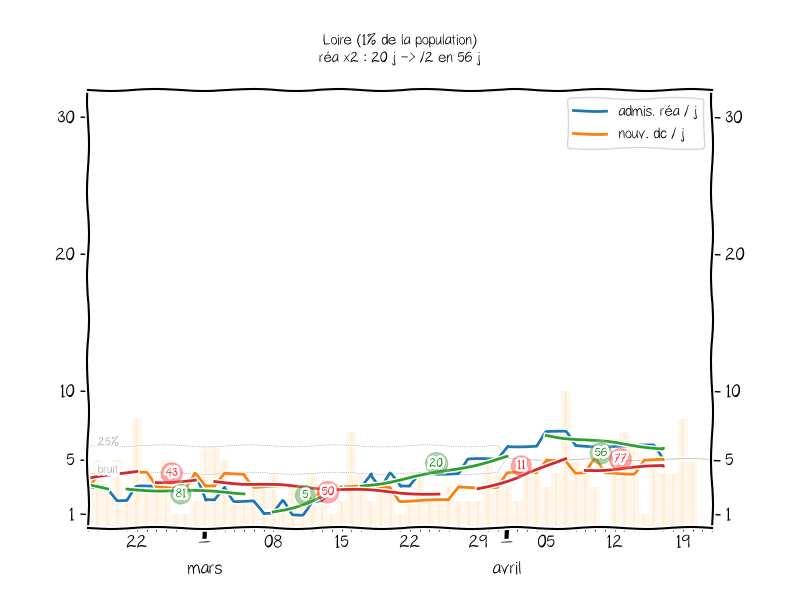 Loire (1% de la population)
réa x2 : 20 j -> /2 en 56 j
admis. réa / j
nouv. dc / j
30 30
20 20
10 10
25%
bruit
5 5
1 1
43 81 5 50 20 11 56 77
22 08 15 22 29 05 12 19
mars avril